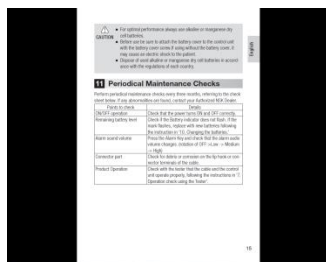 CAUTION
• For optimal performance always use alkaline or manganese dry
cell batteries.
• Before use be sure to attach the battery cover to the control unit
with the battery cover screw. If using without the battery cover, it
may cause an electric shock to the patient.
• Dispose of used alkaline or manganese dry cell batteries in accord-
ance with the regulations of each country.
English
11 Periodical Maintenance Checks
Perform periodical maintenance checks every three months, referring to the check
sheet below. If any abnormalities are found, contact your Authorized NSK Dealer.
Points to check Details
ON/OFF operation Check that the power turns ON and OFF correctly.
Remaining battery level Check if the Battery indicator does not flash. If the
mark flashes, replace with new batteries following
the instruction in '10. Changing the batteries.'
Alarm sound volume Press the Alarm Key and check that the alarm audio
volume changes, rotation of OFF -> Low -> Medium
-> High.
Connector part Check for debris or corrosion on the tip hook or con-
nector terminals of the cable.
Product Operation Check with the tester that the cable and the control
unit operate properly, following the instructions in '7.
Operation check using the Tester'.
15